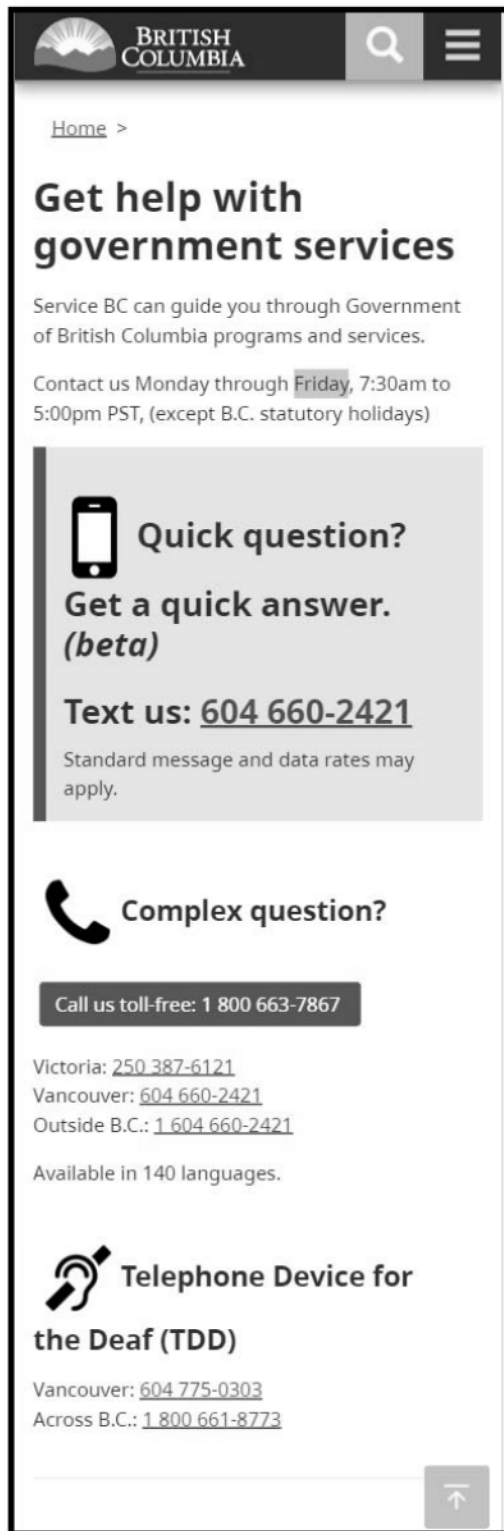 BRITISH
COLUMBIA
Home >
Get help with
government services
Service BC can guide you through Government
of British Columbia programs and services.
Contact us Monday through Friday, 7:30am to
5:00pm PST, (except B.C. statutory holidays)
Quick question?
Get a quick answer.
(beta)
Text us: 604 660-2421
Standard message and data rates may
apply.
Complex question?
Call us toll-free: 1 800 663-7867
Victoria: 250 387-6121
Vancouver: 604 660-2421
Outside B.C.: 1 604 660-2421
Available in 140 languages.
Telephone Device for
the Deaf (TDD)
Vancouver: 604 775-0303
Across B.C.: 1 800 661-8773